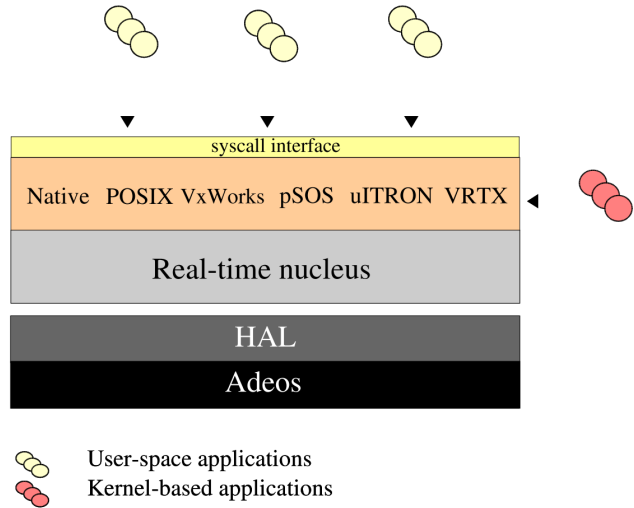 syscall interface
Native POSIX VxWorks pSOS uITRON VRTX
Real-time nucleus
HAL
Adeos
User-space applications
Kernel-based applications